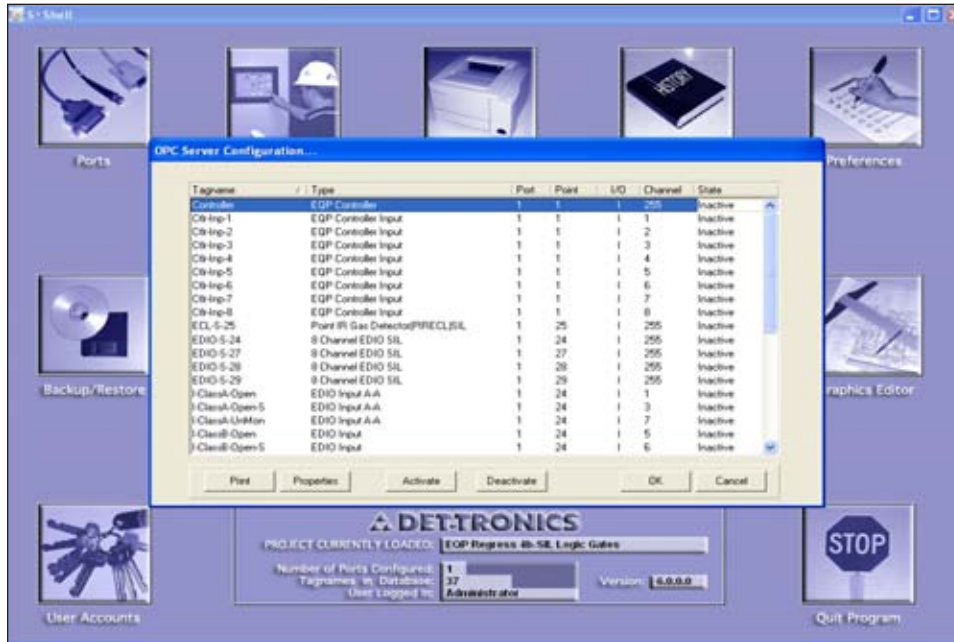 S³ Shell
HISTORY
Ports
Preferences
OPC Server Configuration...
Tagname / Type Port Point I/O Channel State
Controller EQP Controller 1 1 I 255 Inactive
Ctlr-Inp-1 EQP Controller Input 1 1 I 1 Inactive
Ctlr-Inp-2 EQP Controller Input 1 1 I 2 Inactive
Ctlr-Inp-3 EQP Controller Input 1 1 I 3 Inactive
Ctlr-Inp-4 EQP Controller Input 1 1 I 4 Inactive
Ctlr-Inp-5 EQP Controller Input 1 1 I 5 Inactive
Ctlr-Inp-6 EQP Controller Input 1 1 I 6 Inactive
Ctlr-Inp-7 EQP Controller Input 1 1 I 7 Inactive
Ctlr-Inp-8 EQP Controller Input 1 1 I 8 Inactive
ECL-S-25 Point IR Gas Detector(PIRECL)SIL 1 25 I 255 Inactive
EDIO-S-24 8 Channel EDIO SIL 1 24 I 255 Inactive
EDIO-S-27 8 Channel EDIO SIL 1 27 I 255 Inactive
EDIO-S-28 8 Channel EDIO SIL 1 28 I 255 Inactive
EDIO-S-29 8 Channel EDIO SIL 1 29 I 255 Inactive
I-ClassA-Open EDIO Input A-A 1 24 I 1 Inactive
I-ClassA-Open-S EDIO Input A-A 1 24 I 3 Inactive
I-ClassA-UnMon EDIO Input A-A 1 24 I 7 Inactive
I-ClassB-Open EDIO Input 1 24 I 5 Inactive
I-ClassB-Open-S EDIO Input 1 24 I 6 Inactive
Print Properties Activate Deactivate OK Cancel
Backup/Restore
raphics Editor
DET-TRONICS
PROJECT CURRENTLY LOADED: EQP Regress 4b-SIL Logic Gates
Number of Ports Configured: 1
Tagnames in Database: 37
User Logged In: Administrator
Version: 6.0.0.0
User Accounts
STOP
Quit Program